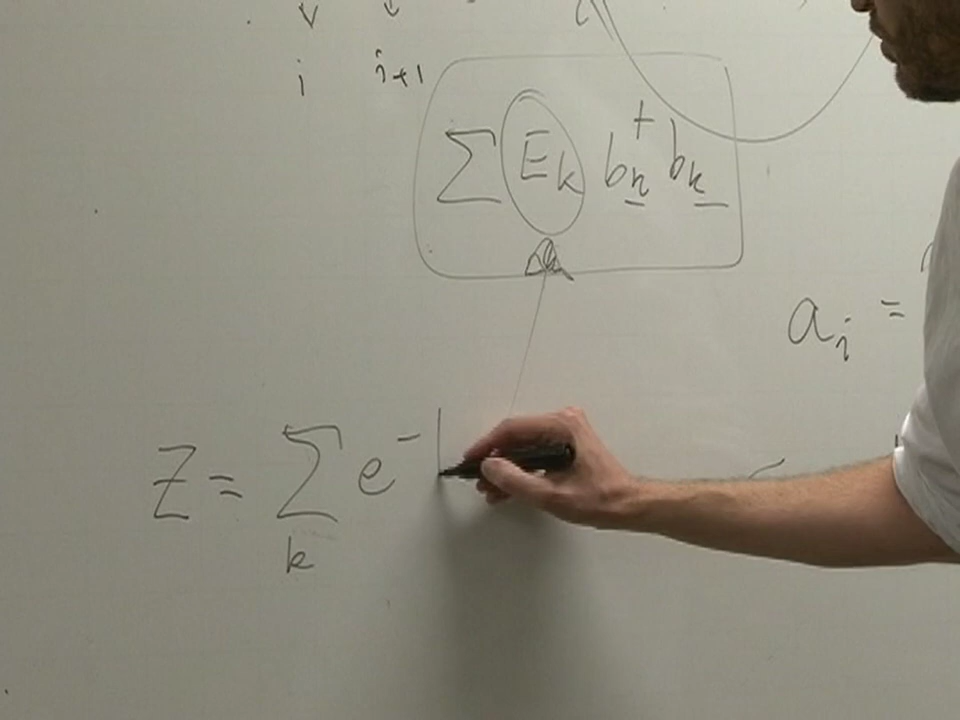 i i+1
∑ E_k b_k^+ b_k
a_i =
Z = ∑_k e^-